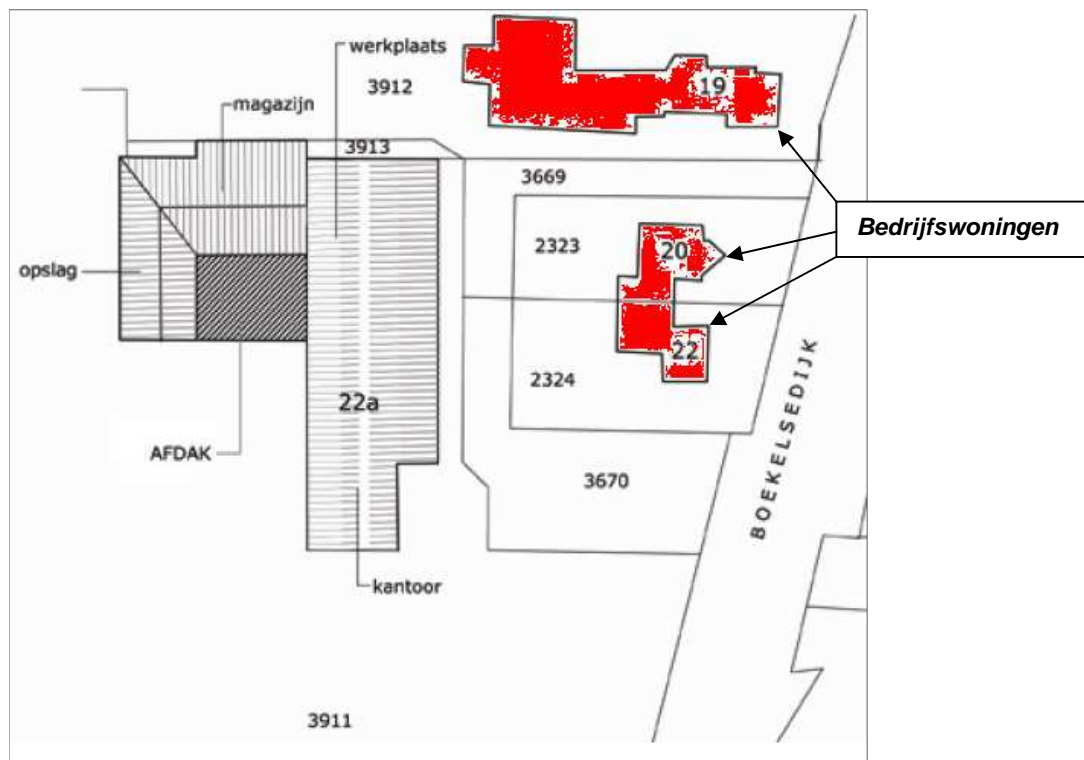 werkplaats
19
3912
magazijn
3913
3669
Bedrijfswoningen
2323
20
opslag
22
2324
22a
AFDAK
3670
BOEKELSEDIJK
kantoor
3911